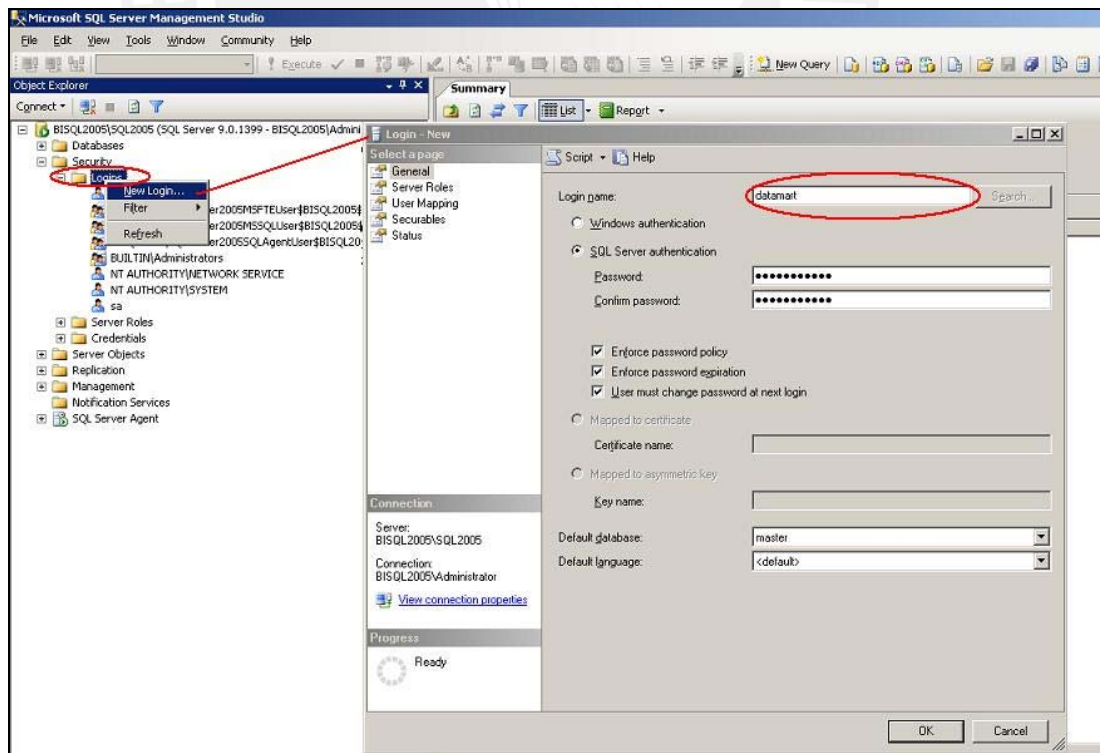 Microsoft SQL Server Management Studio
File Edit View Tools Window Community Help
Execute New Query
Object Explorer
Summary
Connect
List Report
BISQL2005\SQL2005 (SQL Server 9.0.1399 - BISQL2005\Admini
Databases
Security
Logins
New Login...
Filter
Refresh
er2005MSFTEUser$BISQL2005$
er2005MSSQLUser$BISQL2005$
er2005SQLAgentUser$BISQL20
BUILTIN\Administrators
NT AUTHORITY\NETWORK SERVICE
NT AUTHORITY\SYSTEM
sa
Server Roles
Credentials
Server Objects
Replication
Management
Notification Services
SQL Server Agent
Login - New
Select a page
General
Server Roles
User Mapping
Securables
Status
Connection
Server:
BISQL2005\SQL2005
Connection:
BISQL2005\Administrator
View connection properties
Progress
Ready
Script Help
Login name: datamart Search...
Windows authentication
SQL Server authentication
Password: ●●●●●●●●●●●
Confirm password: ●●●●●●●●●●●
Enforce password policy
Enforce password expiration
User must change password at next login
Mapped to certificate
Certificate name:
Mapped to asymmetric key
Key name:
Default database: master
Default language: <default>
OK Cancel